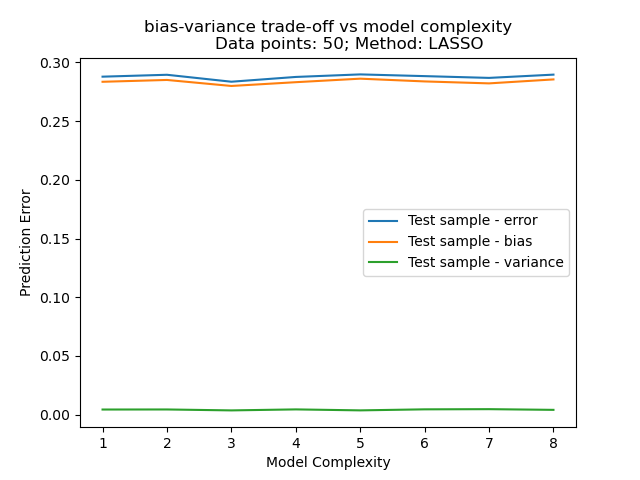 bias-variance trade-off vs model complexity
Data points: 50; Method: LASSO
Prediction Error
0.30
0.25
0.20
0.15
0.10
0.05
0.00
Test sample - error
Test sample - bias
Test sample - variance
1 2 3 4 5 6 7 8
Model Complexity